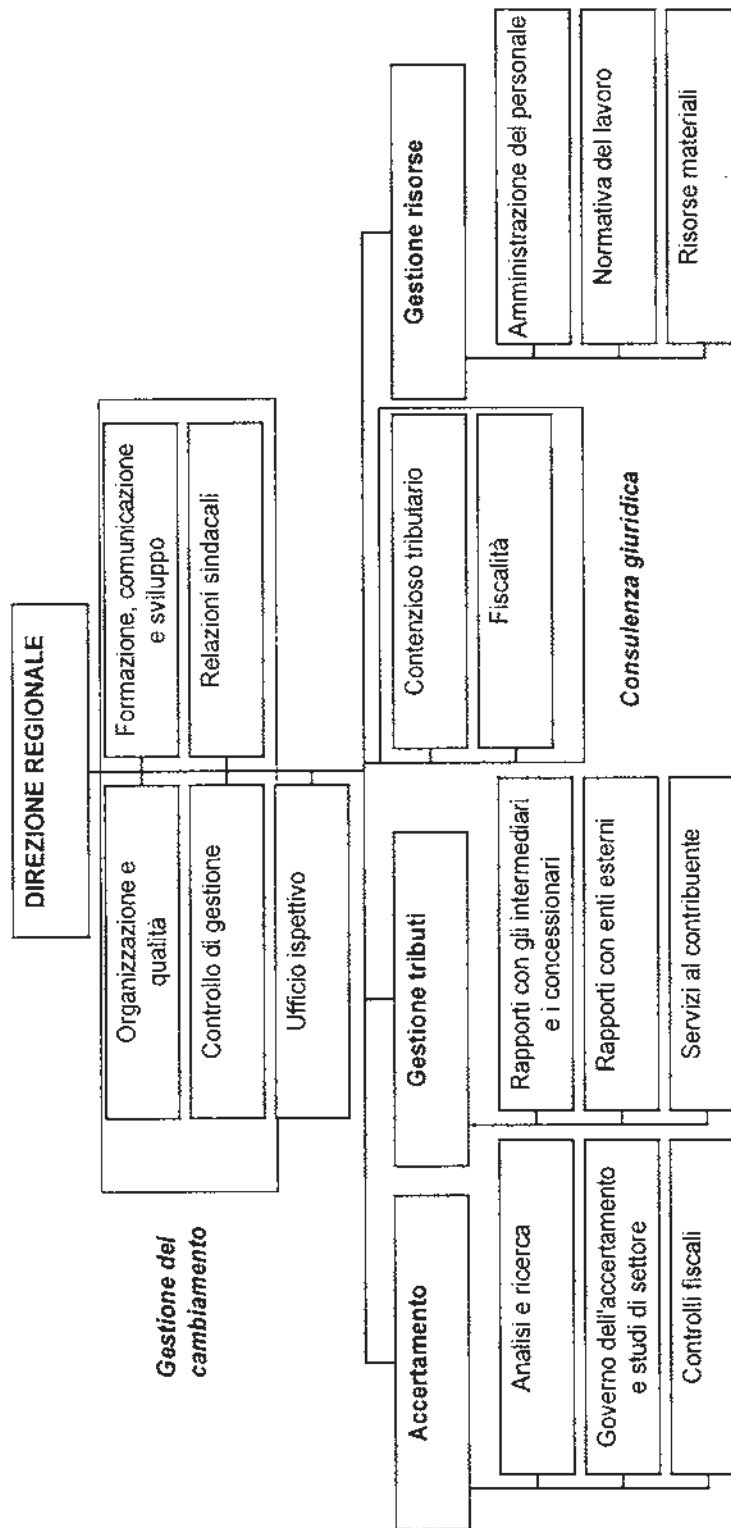 DIREZIONE REGIONALE
Gestione del
cambiamento
Organizzazione e
qualità
Formazione, comunicazione
e sviluppo
Controllo di gestione
Relazioni sindacali
Ufficio ispettivo
Accertamento
Analisi e ricerca
Governo dell'accertamento
e studi di settore
Controlli fiscali
Gestione tributi
Rapporti con gli intermediari
e i concessionari
Rapporti con enti esterni
Servizi al contribuente
Contenzioso tributario
Fiscalità
Consulenza giuridica
Gestione risorse
Amministrazione del personale
Normativa del lavoro
Risorse materiali